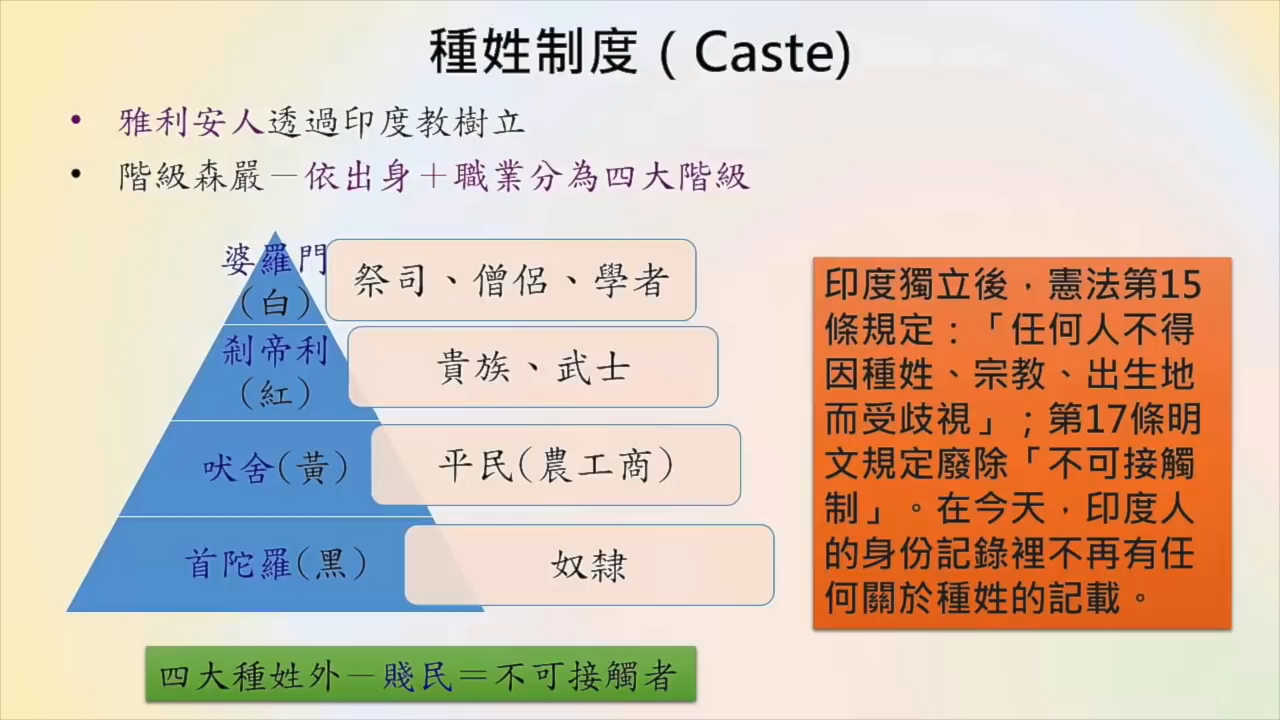 種姓制度（Caste)
• 雅利安人透過印度教樹立
• 階級森嚴－依出身＋職業分為四大階級
婆羅門
（白）
祭司、僧侶、學者
剎帝利
（紅）
貴族、武士
吠舍（黃）
平民(農工商)
首陀羅（黑）
奴隸
四大種姓外－賤民＝不可接觸者
印度獨立後，憲法第15
條規定：「任何人不得
因種姓、宗教、出生地
而受歧視」；第17條明
文規定廢除「不可接觸
制」。在今天，印度人
的身份記錄裡不再有任
何關於種姓的記載。